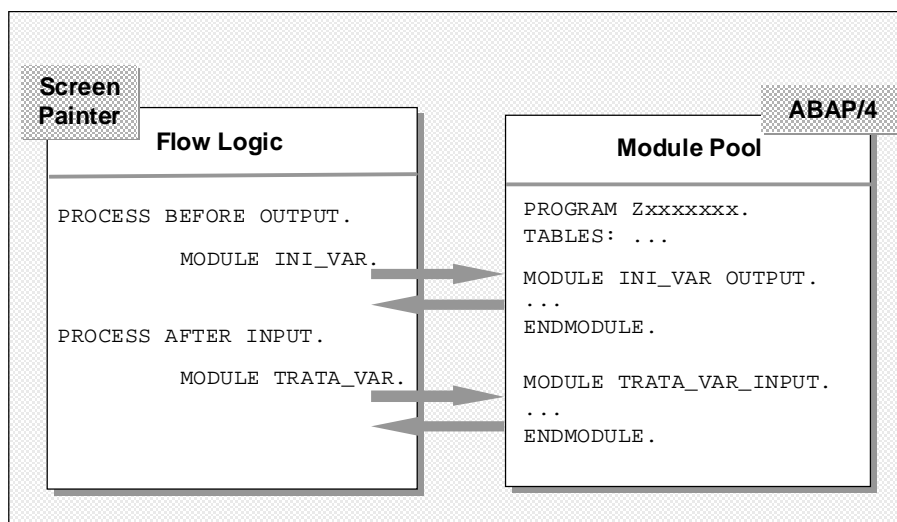 Screen
Painter
Flow Logic
PROCESS BEFORE OUTPUT.
MODULE INI_VAR.
PROCESS AFTER INPUT.
MODULE TRATA_VAR.
ABAP/4
Module Pool
PROGRAM Zxxxxxxx.
TABLES: ...
MODULE INI_VAR OUTPUT.
...
ENDMODULE.
MODULE TRATA_VAR_INPUT.
...
ENDMODULE.